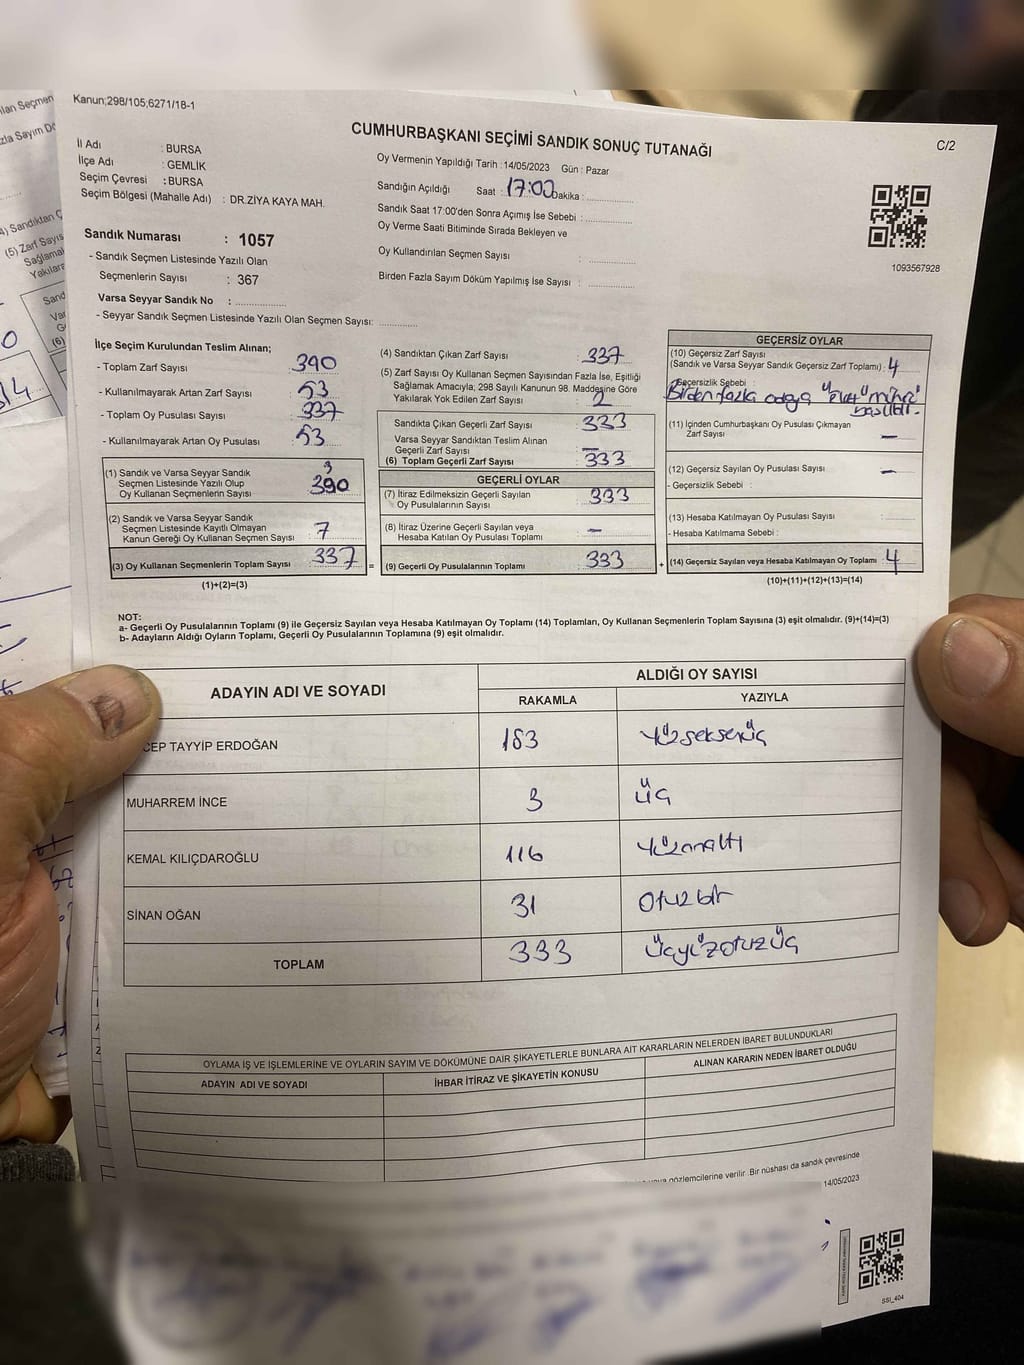 Kanun;298/105;6271/18-1
CUMHURBAŞKANI SEÇİMİ SANDIK SONUÇ TUTANAĞI
C/2
İl Adı : BURSA
İlçe Adı : GEMLİK
Seçim Çevresi : BURSA
Seçim Bölgesi (Mahalle Adı) : DR.ZİYA KAYA MAH.
Oy Vermenin Yapıldığı Tarih : 14/05/2023 Gün : Pazar
Sandığın Açıldığı Saat : 17:00 Dakika : ..............
Sandık Saat 17:00'den Sonra Açımış İse Sebebi : ..............
Oy Verme Saati Bitiminde Sırada Bekleyen ve
Oy Kullandırılan Seçmen Sayısı : ..............
Birden Fazla Sayım Döküm Yapılmış İse Sayısı : ..............
1093567928
Sandık Numarası : 1057
- Sandık Seçmen Listesinde Yazılı Olan
Seçmenlerin Sayısı : 367
Varsa Seyyar Sandık No : ..............
- Seyyar Sandık Seçmen Listesinde Yazılı Olan Seçmen Sayısı: ..............
İlçe Seçim Kurulundan Teslim Alınan;
- Toplam Zarf Sayısı 390
- Kullanılmayarak Artan Zarf Sayısı 53
- Toplam Oy Pusulası Sayısı 337
- Kullanılmayarak Artan Oy Pusulası 53
(1) Sandık ve Varsa Seyyar Sandık
Seçmen Listesinde Yazılı Olup
Oy Kullanan Seçmenlerin Sayısı 390
3
(2) Sandık ve Varsa Seyyar Sandık
Seçmen Listesinde Kayıtlı Olmayan
Kanun Gereği Oy Kullanan Seçmen Sayısı 7
(3) Oy Kullanan Seçmenlerin Toplam Sayısı 337 =
(1)+(2)=(3)
(4) Sandıktan Çıkan Zarf Sayısı 337
(5) Zarf Sayısı Oy Kullanan Seçmen Sayısından Fazla İse, Eşitliği
Sağlamak Amacıyla; 298 Sayılı Kanunun 98. Maddesine Göre
Yakılarak Yok Edilen Zarf Sayısı 2
Sandıkta Çıkan Geçerli Zarf Sayısı 333
Varsa Seyyar Sandıktan Teslim Alınan
Geçerli Zarf Sayısı –
(6) Toplam Geçerli Zarf Sayısı 333
GEÇERLİ OYLAR
(7) İtiraz Edilmeksizin Geçerli Sayılan
Oy Pusulalarının Sayısı 333
(8) İtiraz Üzerine Geçerli Sayılan veya
Hesaba Katılan Oy Pusulası Toplamı –
(9) Geçerli Oy Pusulalarının Toplamı 333 +
GEÇERSİZ OYLAR
(10) Geçersiz Zarf Sayısı
(Sandık ve Varsa Seyyar Sandık Geçersiz Zarf Toplamı) 4
Geçersizlik Sebebi :
Birden fazla adaya "evet" mührü
basılıdır.
(11) İçinden Cumhurbaşkanı Oy Pusulası Çıkmayan
Zarf Sayısı –
(12) Geçersiz Sayılan Oy Pusulası Sayısı –
- Geçersizlik Sebebi :
(13) Hesaba Katılmayan Oy Pusulası Sayısı
- Hesaba Katılmama Sebebi :
(14) Geçersiz Sayılan veya Hesaba Katılmayan Oy Toplamı 4
(10)+(11)+(12)+(13)=(14)
NOT:
a- Geçerli Oy Pusulalarının Toplamı (9) ile Geçersiz Sayılan veya Hesaba Katılmayan Oy Toplamı (14) Toplamları, Oy Kullanan Seçmenlerin Toplam Sayısına (3) eşit olmalıdır. (9)+(14)=(3)
b- Adayların Aldığı Oyların Toplamı, Geçerli Oy Pusulalarının Toplamına (9) eşit olmalıdır.
ADAYIN ADI VE SOYADI
ALDIĞI OY SAYISI
RAKAMLA YAZIYLA
CEP TAYYİP ERDOĞAN 183 Yüzseksenüç
MUHARREM İNCE 3 üç
KEMAL KILIÇDAROĞLU 116 Yüzonaltı
SİNAN OĞAN 31 Otuzbir
TOPLAM 333 Üçyüzotuzüç
OYLAMA İŞ VE İŞLEMLERİNE VE OYLARIN SAYIM VE DÖKÜMÜNE DAİR ŞİKAYETLERLE BUNLARA AİT KARARLARIN NELERDEN İBARET BULUNDUKLARI
ADAYIN ADI VE SOYADI İHBAR İTİRAZ VE ŞİKAYETİN KONUSU ALINAN KARARIN NEDEN İBARET OLDUĞU
gözlemcilerine verilir .Bir nüshası da sandık çevresinde
14/05/2023
SSI_404